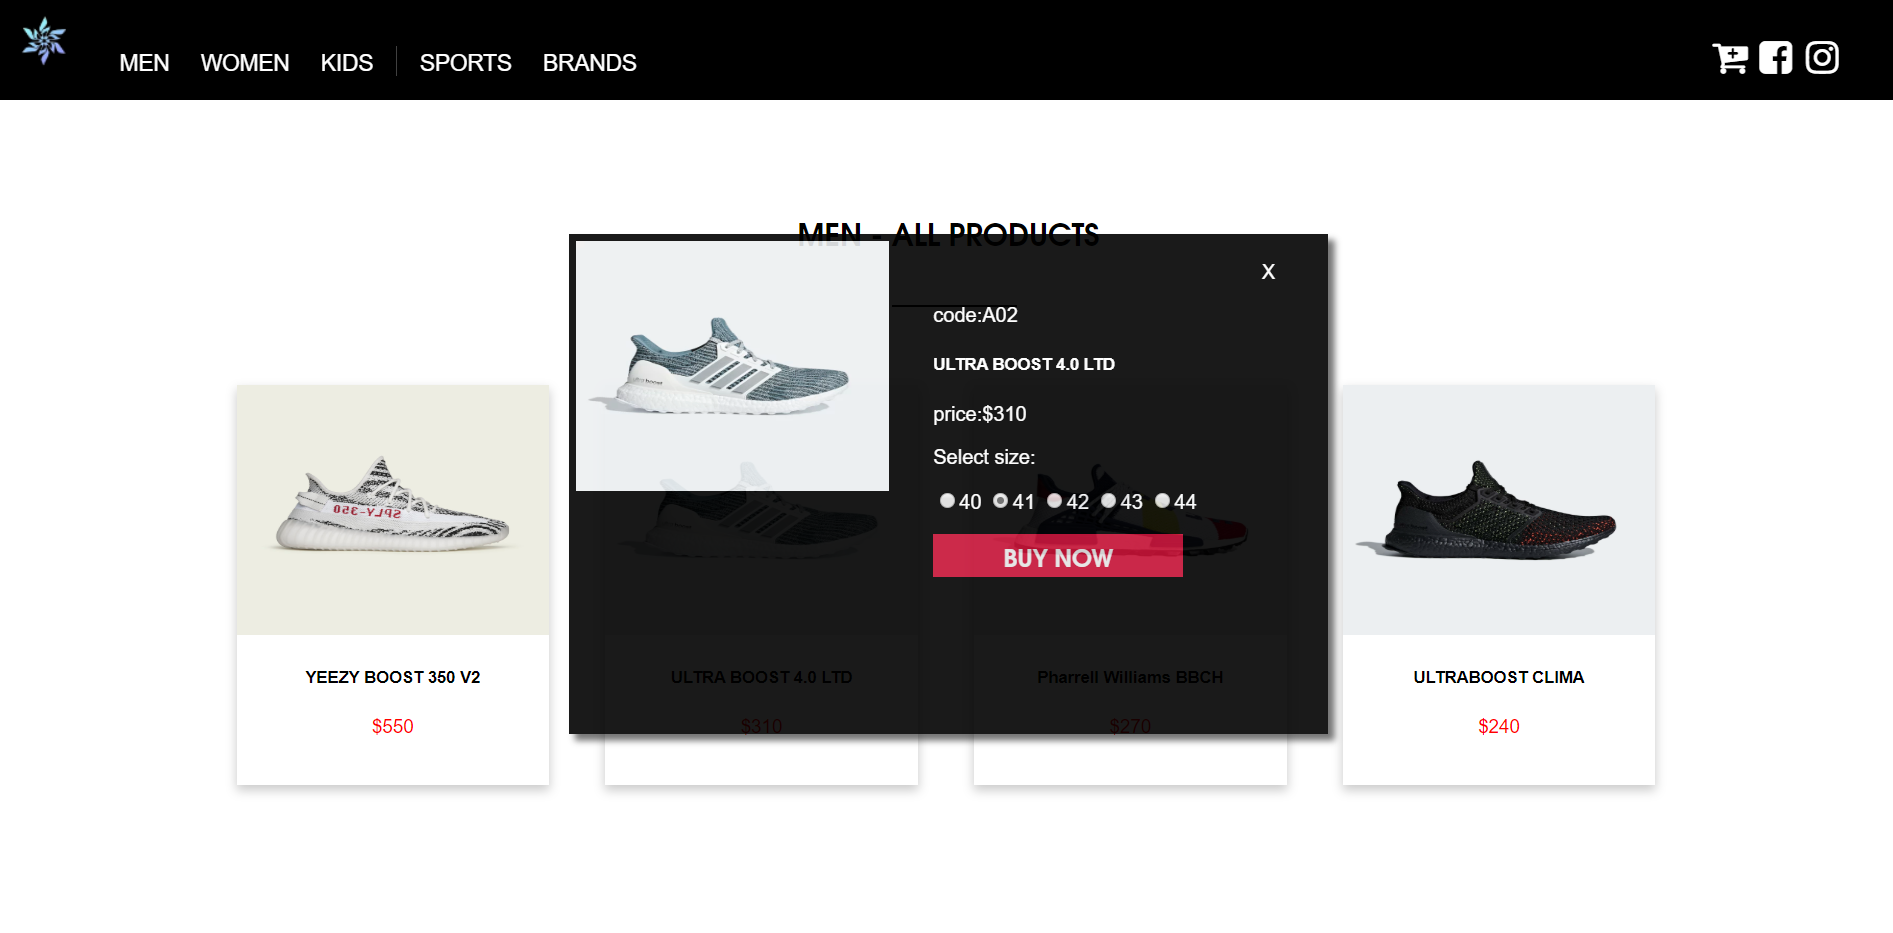 MEN WOMEN KIDS SPORTS BRANDS
MEN - ALL PRODUCTS
X
code:A02
ULTRA BOOST 4.0 LTD
price:$310
Select size:
40 41 42 43 44
BUY NOW
YEEZY BOOST 350 V2
ULTRA BOOST 4.0 LTD
Pharrell Williams BBCH
ULTRABOOST CLIMA
$550
$310
$270
$240
SPLY-350